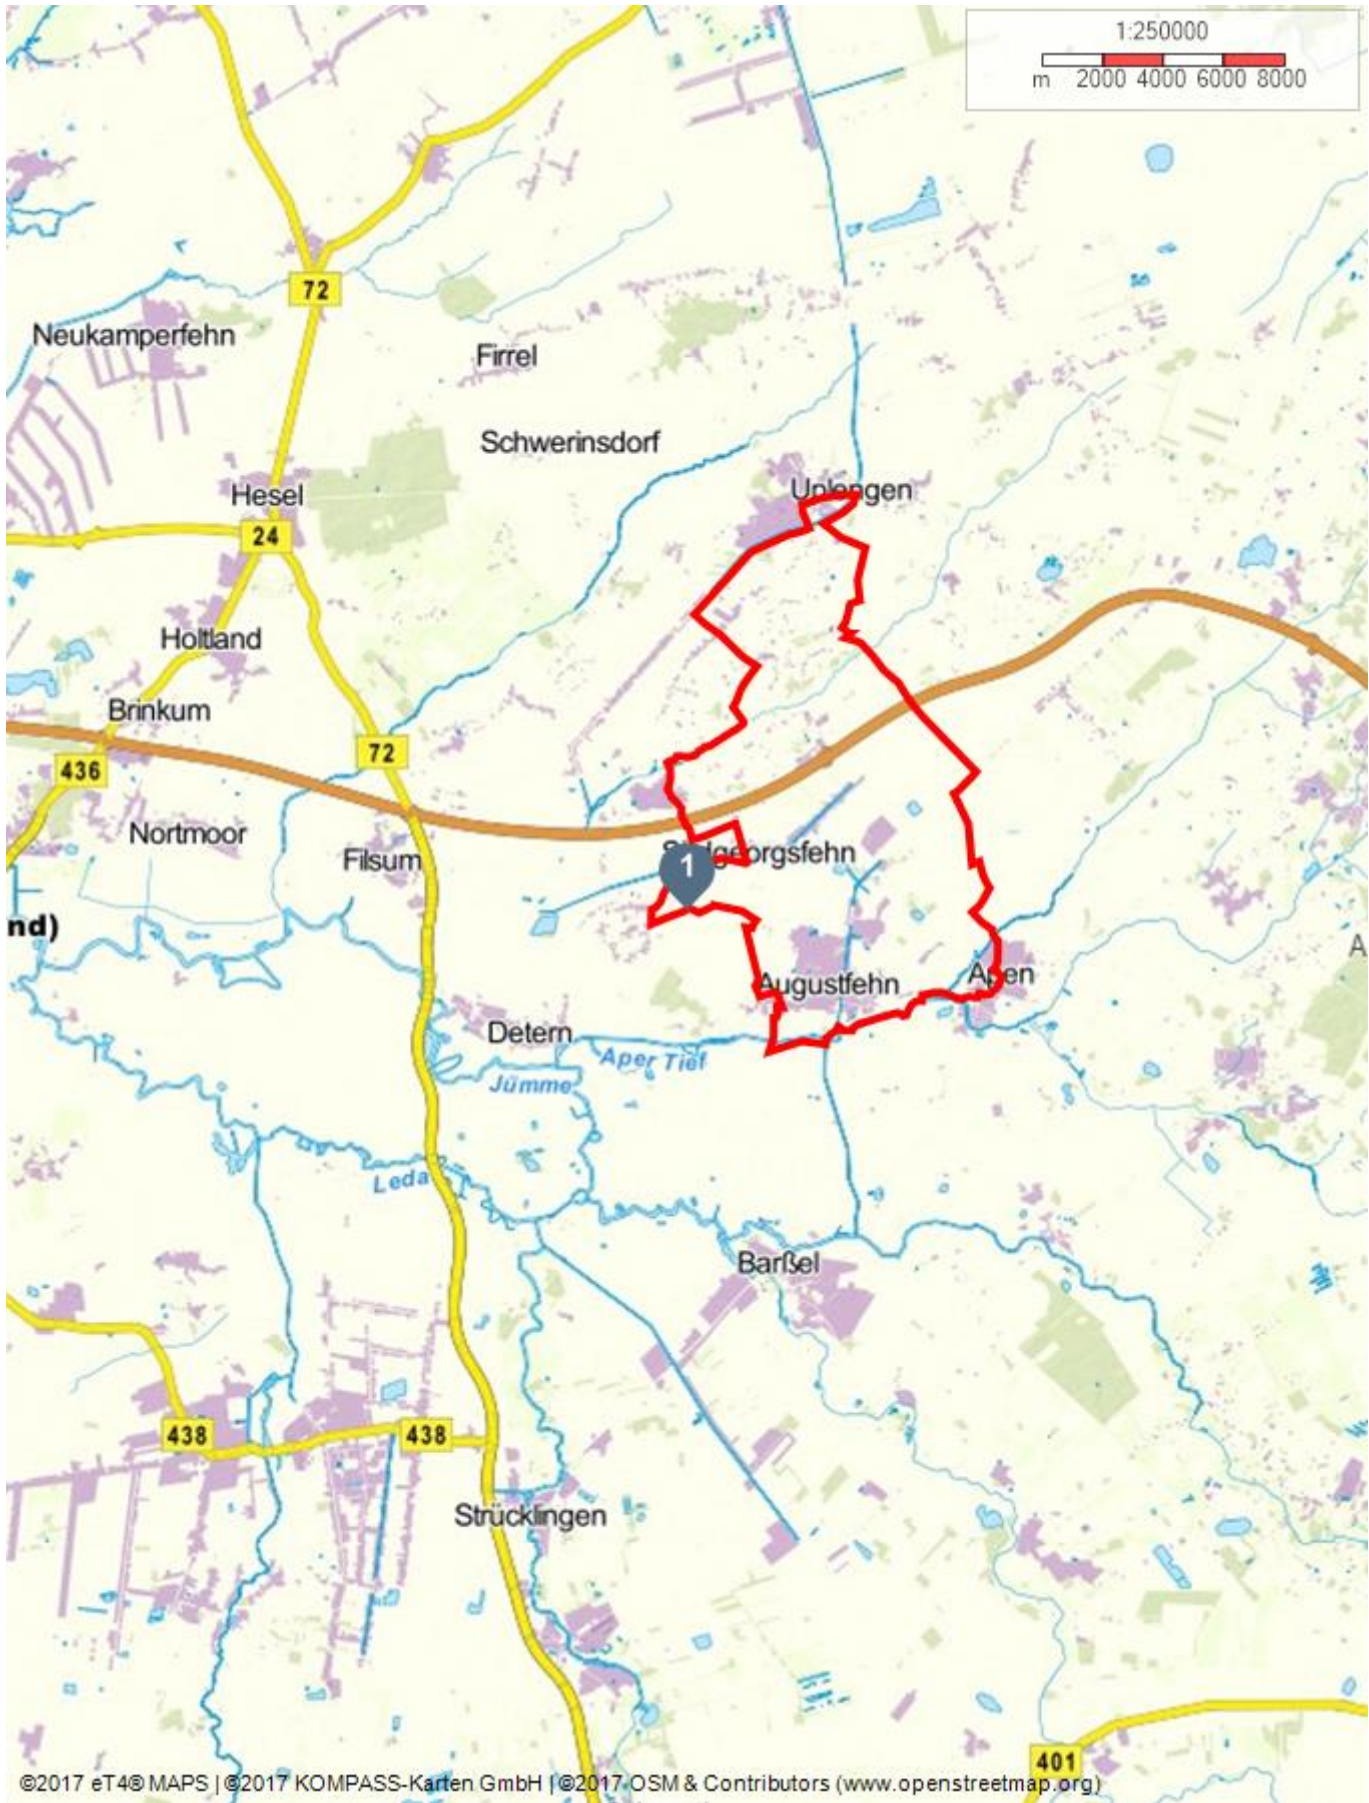 1:250000
m 2000 4000 6000 8000
72
Neukamperfehn
Firrel
Schwerinsdorf
Uplengen
Hesel
24
Holtland
Brinkum
72
436
Nortmoor
Filsum
1
nd)
A
Augustfehn
Apen
Detern
Aper Tief
Jümme
Leda
Barßel
438
438
Strücklingen
401
©2017 eT4® MAPS | ©2017 KOMPASS-Karten GmbH | ©2017 OSM & Contributors (www.openstreetmap.org)